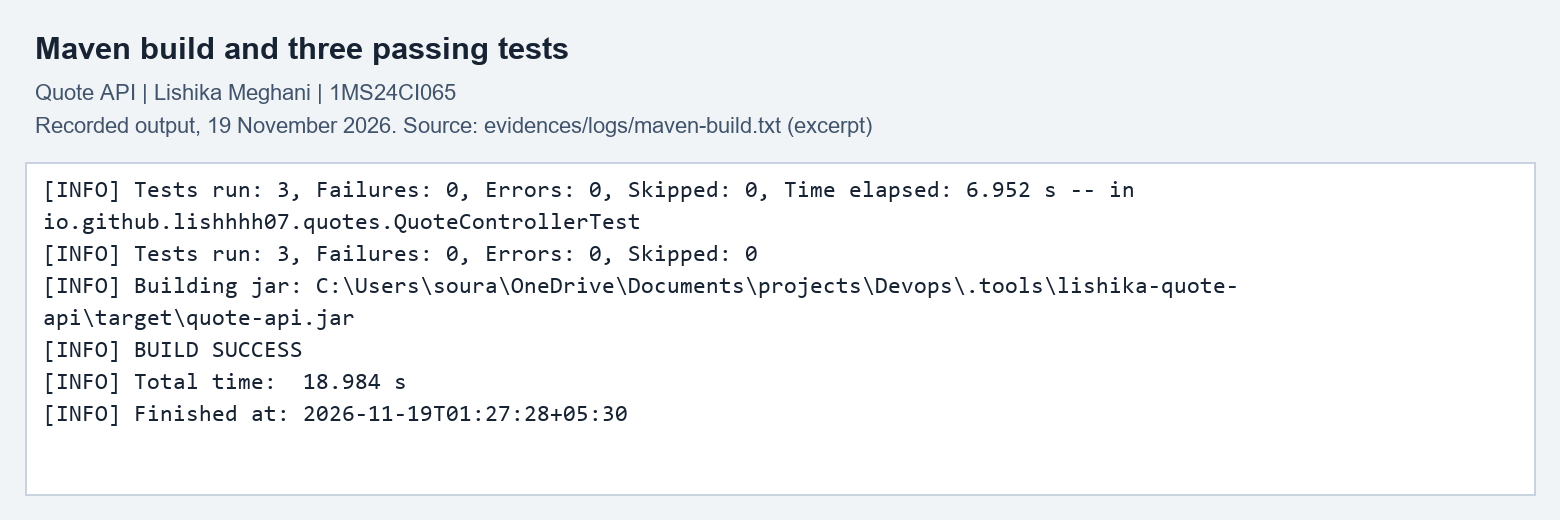 Maven build and three passing tests
Quote API | Lishika Meghani | 1MS24CI065
Recorded output, 19 November 2026. Source: evidences/logs/maven-build.txt (excerpt)
[INFO] Tests run: 3, Failures: 0, Errors: 0, Skipped: 0, Time elapsed: 6.952 s -- in
io.github.lishhhh07.quotes.QuoteControllerTest
[INFO] Tests run: 3, Failures: 0, Errors: 0, Skipped: 0
[INFO] Building jar: C:\Users\soura\OneDrive\Documents\projects\Devops\.tools\lishika-quote-
api\target\quote-api.jar
[INFO] BUILD SUCCESS
[INFO] Total time:  18.984 s
[INFO] Finished at: 2026-11-19T01:27:28+05:30